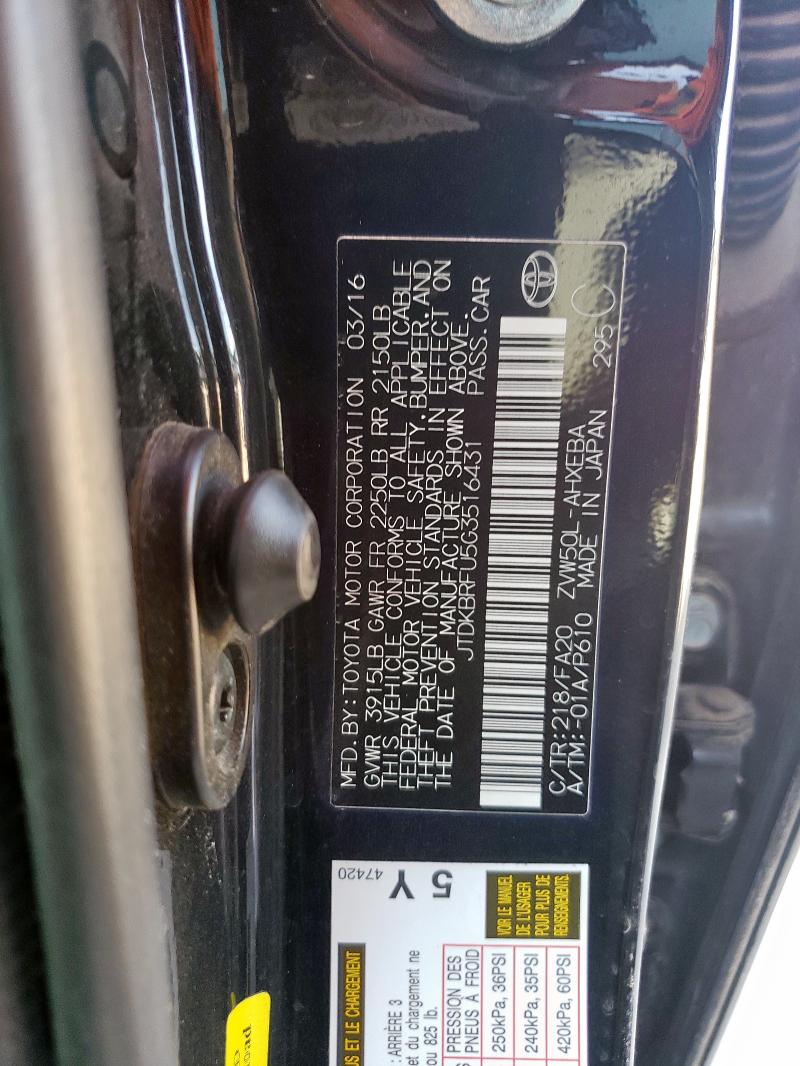 MFD. BY: TOYOTA MOTOR CORPORATION 03/16
GVWR 3915LB GAWR FR 2250LB RR 2150LB
THIS VEHICLE CONFORMS TO ALL APPLICABLE
FEDERAL MOTOR VEHICLE SAFETY, BUMPER, AND
THEFT PREVENTION STANDARDS IN EFFECT ON
THE DATE OF MANUFACTURE SHOWN ABOVE.
JTDKBRFU5G3516431 PASS. CAR
C/TR: 218/FA20 ZVW50L-AHXEBA
A/TM: -01A/P610 MADE IN JAPAN 295
47420
5 Y
US ET LE CHARGEMENT
: ARRIÈRE 3
et du chargement ne
ou 825 lb.
PRESSION DES
PNEUS À FROID
250kPa, 36PSI
240kPa, 35PSI
420kPa, 60PSI
VOIR LE MANUEL
DE L'USAGER
POUR PLUS DE
RENSEIGNEMENTS.